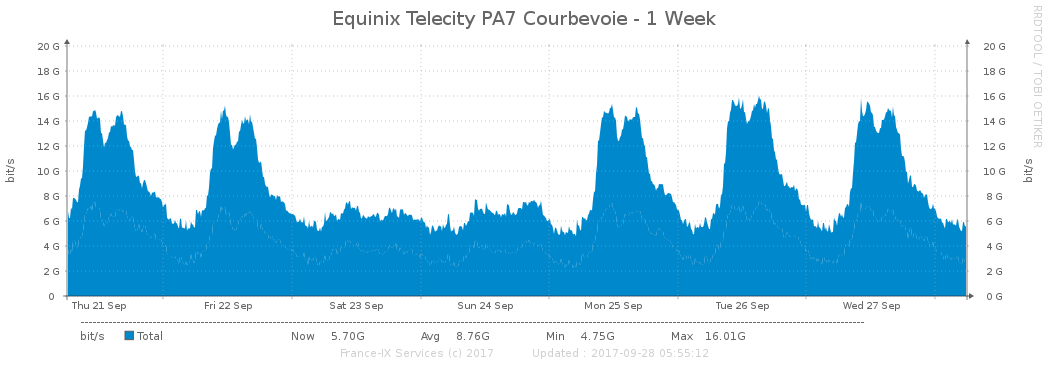 Equinix Telecity PA7 Courbevoie - 1 Week
RRDTOOL / TOBI OETIKER
20 G 20 G
18 G 18 G
16 G 16 G
14 G 14 G
12 G 12 G
10 G 10 G
8 G 8 G
6 G 6 G
4 G 4 G
2 G 2 G
0 0 G
bit/s
bit/s
Thu 21 Sep Fri 22 Sep Sat 23 Sep Sun 24 Sep Mon 25 Sep Tue 26 Sep Wed 27 Sep
bit/s Total Now 5.70G Avg 8.76G Min 4.75G Max 16.01G
France-IX Services (c) 2017 Updated : 2017-09-28 05:55:12